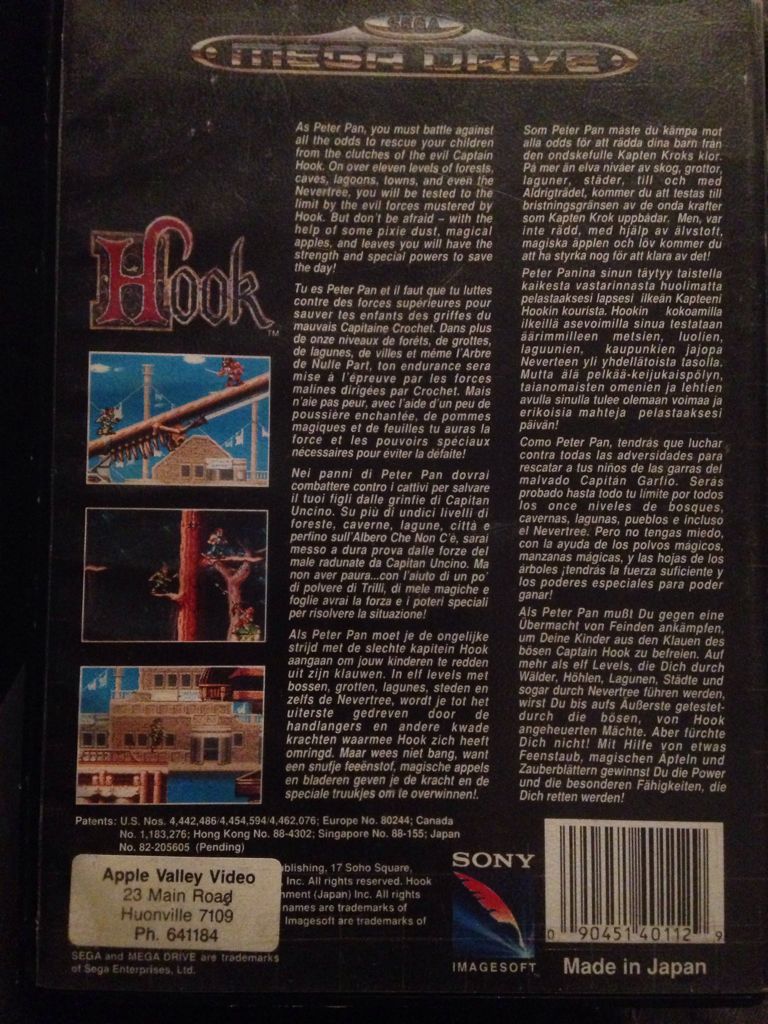 SEGA
MEGA DRIVE
As Peter Pan, you must battle against
all the odds to rescue your children
from the clutches of the evil Captain
Hook. On over eleven levels of forests,
caves, lagoons, towns, and even the
Nevertree, you will be tested to the
limit by the evil forces mustered by
Hook. But don't be afraid – with the
help of some pixie dust, magical
apples, and leaves you will have the
strength and special powers to save
the day!
Tu es Peter Pan et il faut que tu luttes
contre des forces supérieures pour
sauver tes enfants des griffes du
mauvais Capitaine Crochet. Dans plus
de onze niveaux de forêts, de grottes,
de lagunes, de villes et même l'Arbre
de Nulle Part, ton endurance sera
mise à l'épreuve par les forces
malines dirigées par Crochet. Mais
n'aie pas peur, avec l'aide d'un peu de
poussière enchantée, de pommes
magiques et de feuilles tu auras la
force et les pouvoirs spéciaux
nécessaires pour éviter la défaite!
Nei panni di Peter Pan dovrai
combattere contro i cattivi per salvare
il tuoi figli dalle grinfie di Capitan
Uncino. Su più di undici livelli di
foreste, caverne, lagune, città e
perfino sull'Albero Che Non C'è, sarai
messo a dura prova dalle forze del
male radunate da Capitan Uncino. Ma
non aver paura...con l'aiuto di un po'
di polvere di Trilli, di mele magiche e
foglie avrai la forza e i poteri speciali
per risolvere la situazione!
Als Peter Pan moet je de ongelijke
strijd met de slechte kapitein Hook
aangaan om jouw kinderen te redden
uit zijn klauwen. In elf levels met
bossen, grotten, lagunes, steden en
zelfs de Nevertree, wordt je tot het
uiterste gedreven door de
handlangers en andere kwade
krachten waarmee Hook zich heeft
omringd. Maar wees niet bang, want
een snufje feeënstof, magische appels
en bladeren geven je de kracht en de
speciale truukjes om te overwinnen!.
Som Peter Pan måste du kämpa mot
alla odds för att rädda dina barn från
den ondskefulle Kapten Kroks klor.
På mer än elva nivåer av skog, grottor,
laguner, städer, till och med
Aldrigträdet, kommer du att testas till
bristningsgränsen av de onda krafter
som Kapten Krok uppbådar. Men, var
inte rädd, med hjälp av älvstoft,
magiska äpplen och löv kommer du
att ha styrka nog för att klara av det!
Peter Panina sinun täytyy taistella
kaikesta vastarinnasta huolimatta
pelastaaksesi lapsesi ilkeän Kapteeni
Hookin kourista. Hookin kokoamilla
ilkeillä asevoimilla sinua testataan
äärimmilleen metsien, luolien,
laguunien, kaupunkien jajopa
Neverteen yli yhdellätoista tasolla.
Mutta älä pelkää-keijukaispölyn,
taianomaisten omenien ja lehtien
avulla sinulla tulee olemaan voimaa ja
erikoisia mahteja pelastaaksesi
päivän!
Como Peter Pan, tendrás que luchar
contra todas las adversidades para
rescatar a tus niños de las garras del
malvado Capitán Garfio. Serás
probado hasta todo tu límite por todos
los once niveles de bosques,
cavernas, lagunas, pueblos e incluso
el Nevertree. Pero no tengas miedo,
con la ayuda de los polvos mágicos,
manzanas mágicas, y las hojas de los
árboles ¡tendrás la fuerza suficiente y
los poderes especiales para poder
ganar!
Als Peter Pan mußt Du gegen eine
Übermacht von Feinden ankämpfen,
um Deine Kinder aus den Klauen des
bösen Captain Hook zu befreien. Auf
mehr als elf Levels, die Dich durch
Wälder, Höhlen, Lagunen, Städte und
sogar durch Nevertree führen werden,
wirst Du bis aufs Äußerste getestet-
durch die bösen, von Hook
angeheuerten Mächte. Aber fürchte
Dich nicht! Mit Hilfe von etwas
Feenstaub, magischen Äpfeln und
Zauberblättern gewinnst Du die Power
und die besonderen Fähigkeiten, die
Dich retten werden!
Hook
TM
Patents: U.S. Nos. 4,442,486/4,454,594/4,462,076; Europe No. 80244; Canada
No. 1,183,276; Hong Kong No. 88-4302; Singapore No. 88-155; Japan
No. 82-205605 (Pending)
ublishing, 17 Soho Square,
Inc. All rights reserved. Hook
nment (Japan) Inc. All rights
names are trademarks of
Imagesoft are trademarks of
Apple Valley Video
23 Main Road
Huonville 7109
Ph. 641184
SEGA and MEGA DRIVE are trademarks
of Sega Enterprises, Ltd.
SONY
IMAGESOFT
0 90451 40112 9
Made in Japan